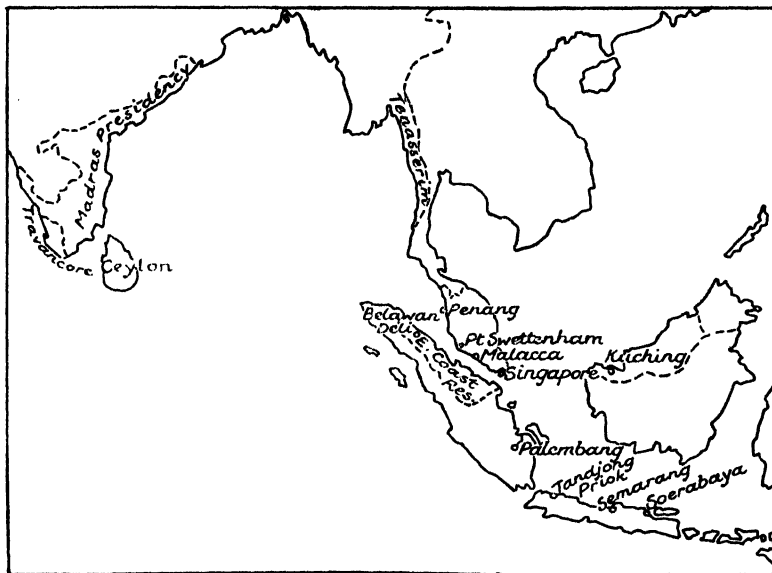 Madras Presidency
Tenasserim
Travancore
Ceylon
Belawan
Penang
Deli & E. Coast
Res.
Pt Swettenham
Malacca
Singapore
Kuching
Palembang
Tandjong
Priok
Semarang
Soerabaya